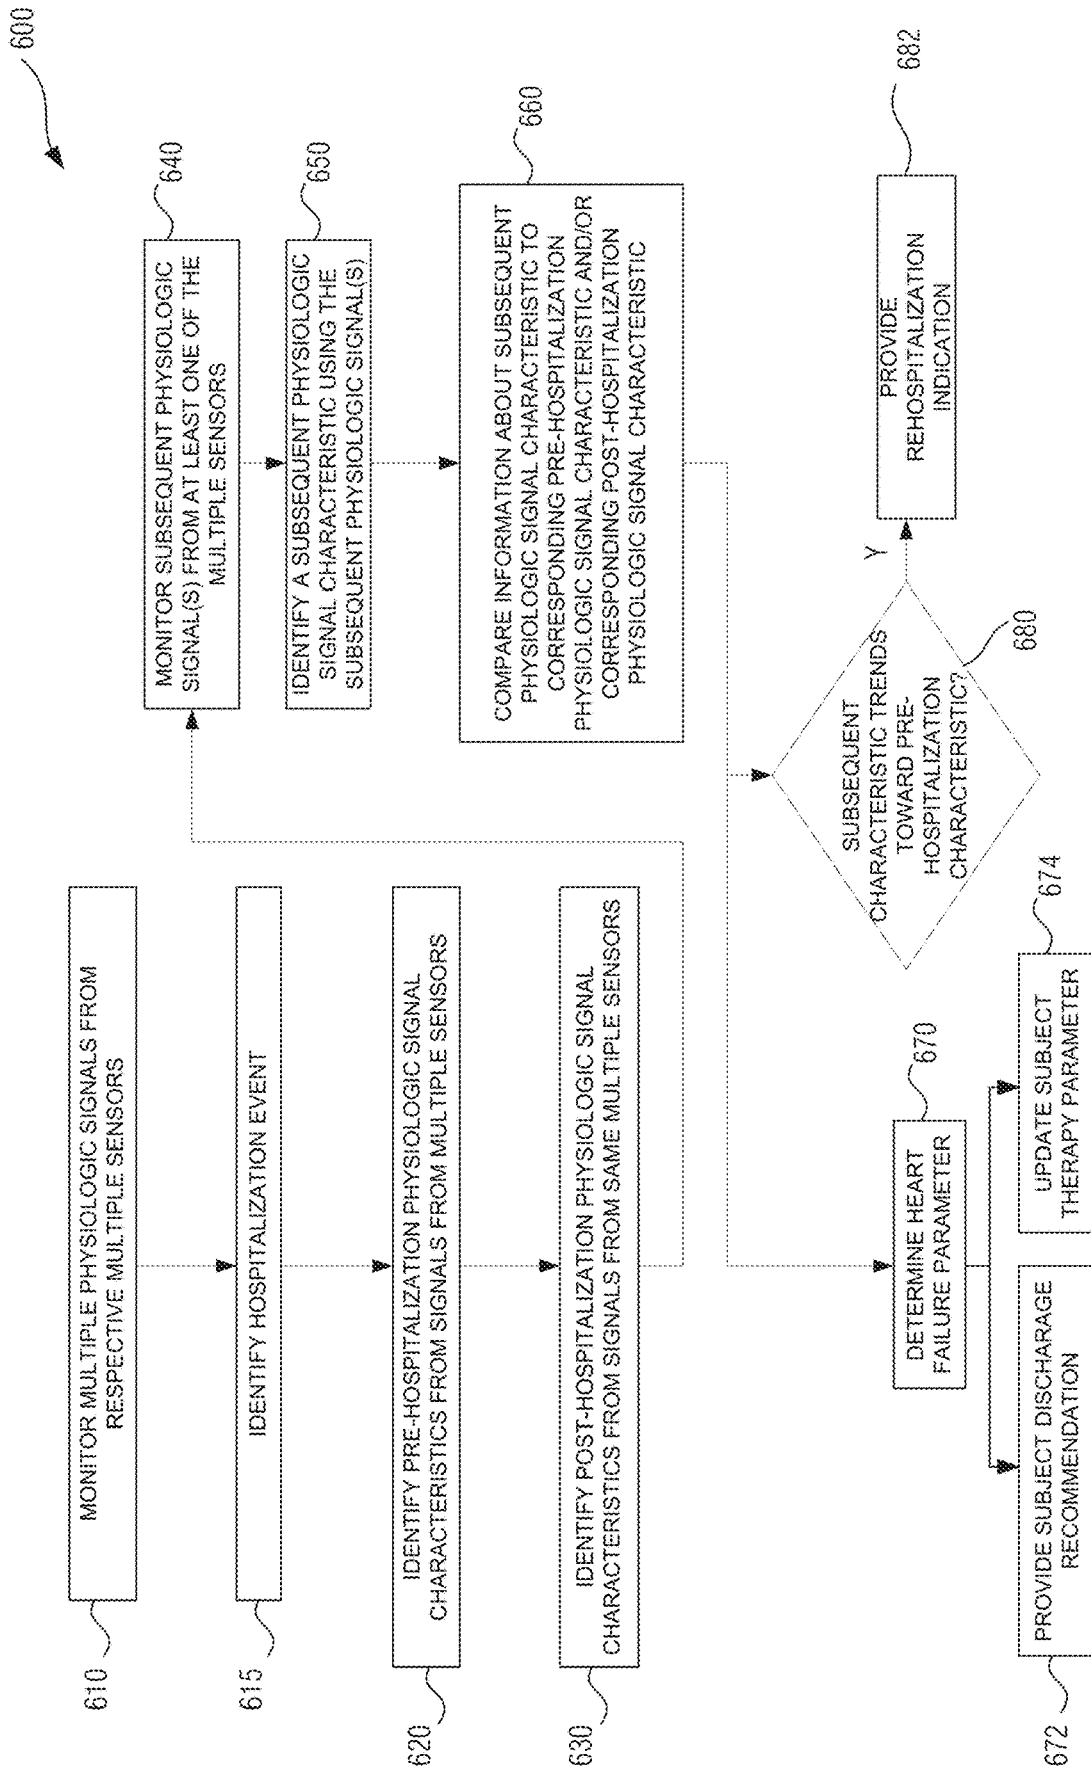 600
610
MONITOR MULTIPLE PHYSIOLOGIC SIGNALS FROM
RESPECTIVE MULTIPLE SENSORS
615
IDENTIFY HOSPITALIZATION EVENT
620
IDENTIFY PRE-HOSPITALIZATION PHYSIOLOGIC SIGNAL
CHARACTERISTICS FROM SIGNALS FROM MULTIPLE SENSORS
630
IDENTIFY POST-HOSPITALIZATION PHYSIOLOGIC SIGNAL
CHARACTERISTICS FROM SIGNALS FROM SAME MULTIPLE SENSORS
640
MONITOR SUBSEQUENT PHYSIOLOGIC
SIGNAL(S) FROM AT LEAST ONE OF THE
MULTIPLE SENSORS
650
IDENTIFY A SUBSEQUENT PHYSIOLOGIC
SIGNAL CHARACTERISTIC USING THE
SUBSEQUENT PHYSIOLOGIC SIGNAL(S)
660
COMPARE INFORMATION ABOUT SUBSEQUENT
PHYSIOLOGIC SIGNAL CHARACTERISTIC TO
CORRESPONDING PRE-HOSPITALIZATION
PHYSIOLOGIC SIGNAL CHARACTERISTIC AND/OR
CORRESPONDING POST-HOSPITALIZATION
PHYSIOLOGIC SIGNAL CHARACTERISTIC
670
DETERMINE HEART
FAILURE PARAMETER
672
PROVIDE SUBJECT DISCHARAGE
RECOMMENDATION
674
UPDATE SUBJECT
THERAPY PARAMETER
680
SUBSEQUENT
CHARACTERISTIC TRENDS
TOWARD PRE-
HOSPITALIZATION
CHARACTERISTIC?
Y
682
PROVIDE
REHOSPITALIZATION
INDICATION